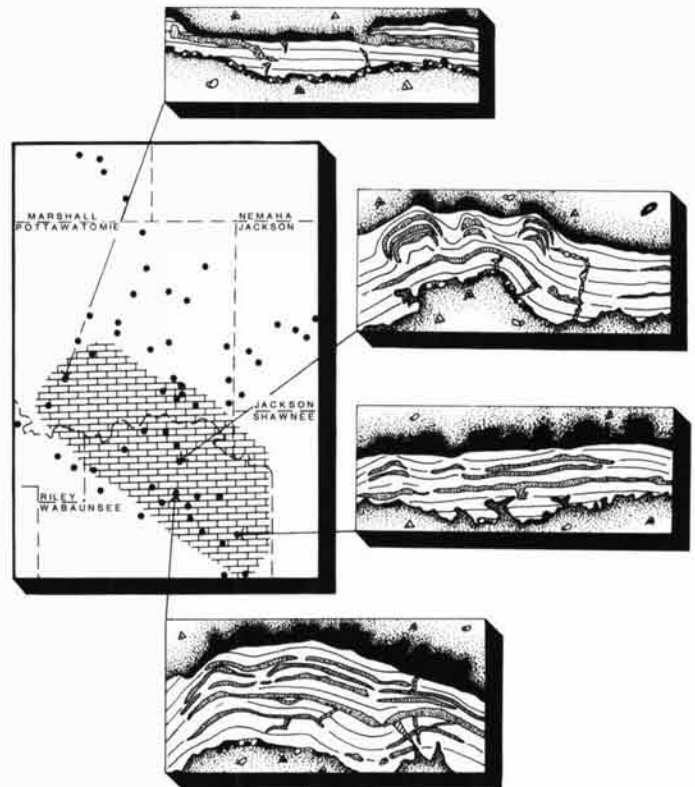 MARSHALL
POTTAWATOMIE
NEMAHA
JACKSON
JACKSON
SHAWNEE
RILEY
WABAUNSEE